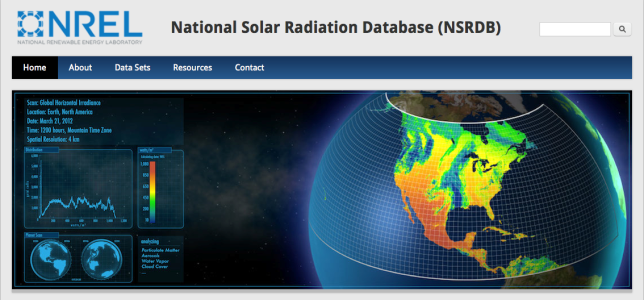 NREL
NATIONAL RENEWABLE ENERGY LABORATORY
National Solar Radiation Database (NSRDB)
Home About Data Sets Resources Contact
Scan: Global Horizontal Irradiance
Location: Earth, North America
Date: March 21, 2012
Time: 1200 hours, Mountain Time Zone
Spatial Resolution: 4 km
Distribution
watts/m²
Planet Scan
analyzing
Particulate Matter
Aerosols
Water Vapor
Cloud Cover